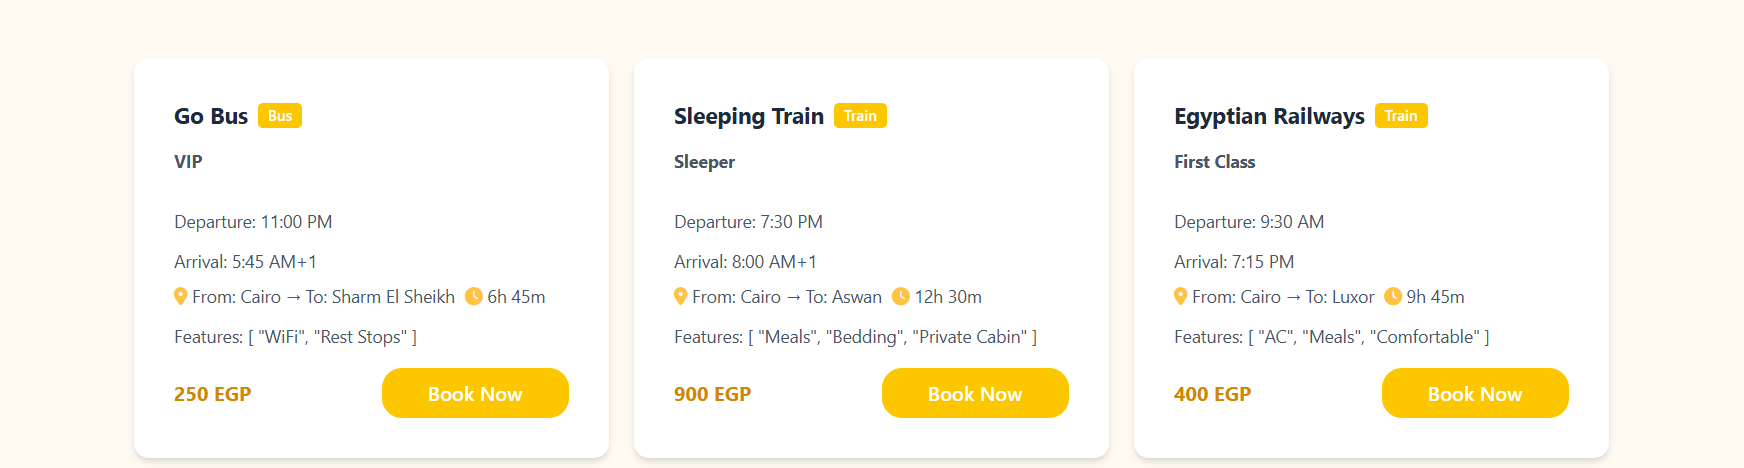 Go Bus Bus
VIP
Departure: 11:00 PM
Arrival: 5:45 AM+1
From: Cairo → To: Sharm El Sheikh 6h 45m
Features: [ "WiFi", "Rest Stops" ]
250 EGP Book Now
Sleeping Train Train
Sleeper
Departure: 7:30 PM
Arrival: 8:00 AM+1
From: Cairo → To: Aswan 12h 30m
Features: [ "Meals", "Bedding", "Private Cabin" ]
900 EGP Book Now
Egyptian Railways Train
First Class
Departure: 9:30 AM
Arrival: 7:15 PM
From: Cairo → To: Luxor 9h 45m
Features: [ "AC", "Meals", "Comfortable" ]
400 EGP Book Now